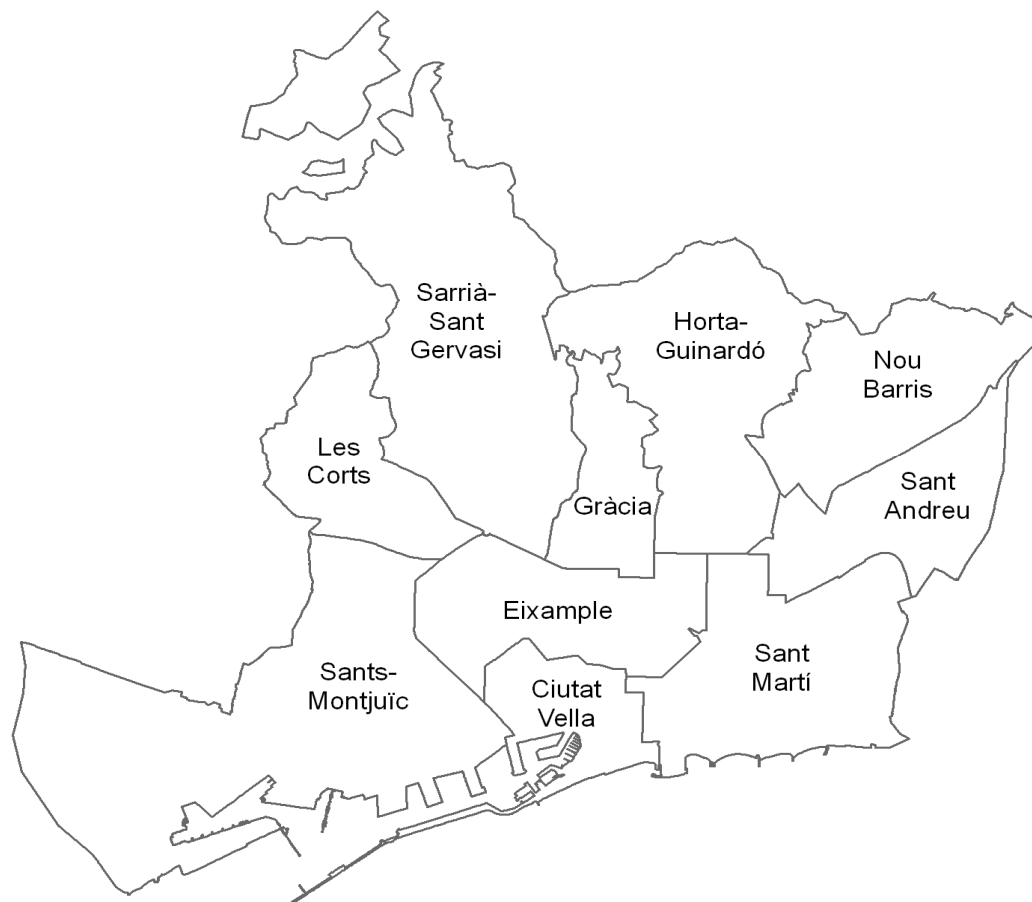 Sarrià-
Sant
Gervasi
Horta-
Guinardó
Nou
Barris
Les
Corts
Gràcia
Sant
Andreu
Eixample
Sants-
Montjuïc
Ciutat
Vella
Sant
Martí